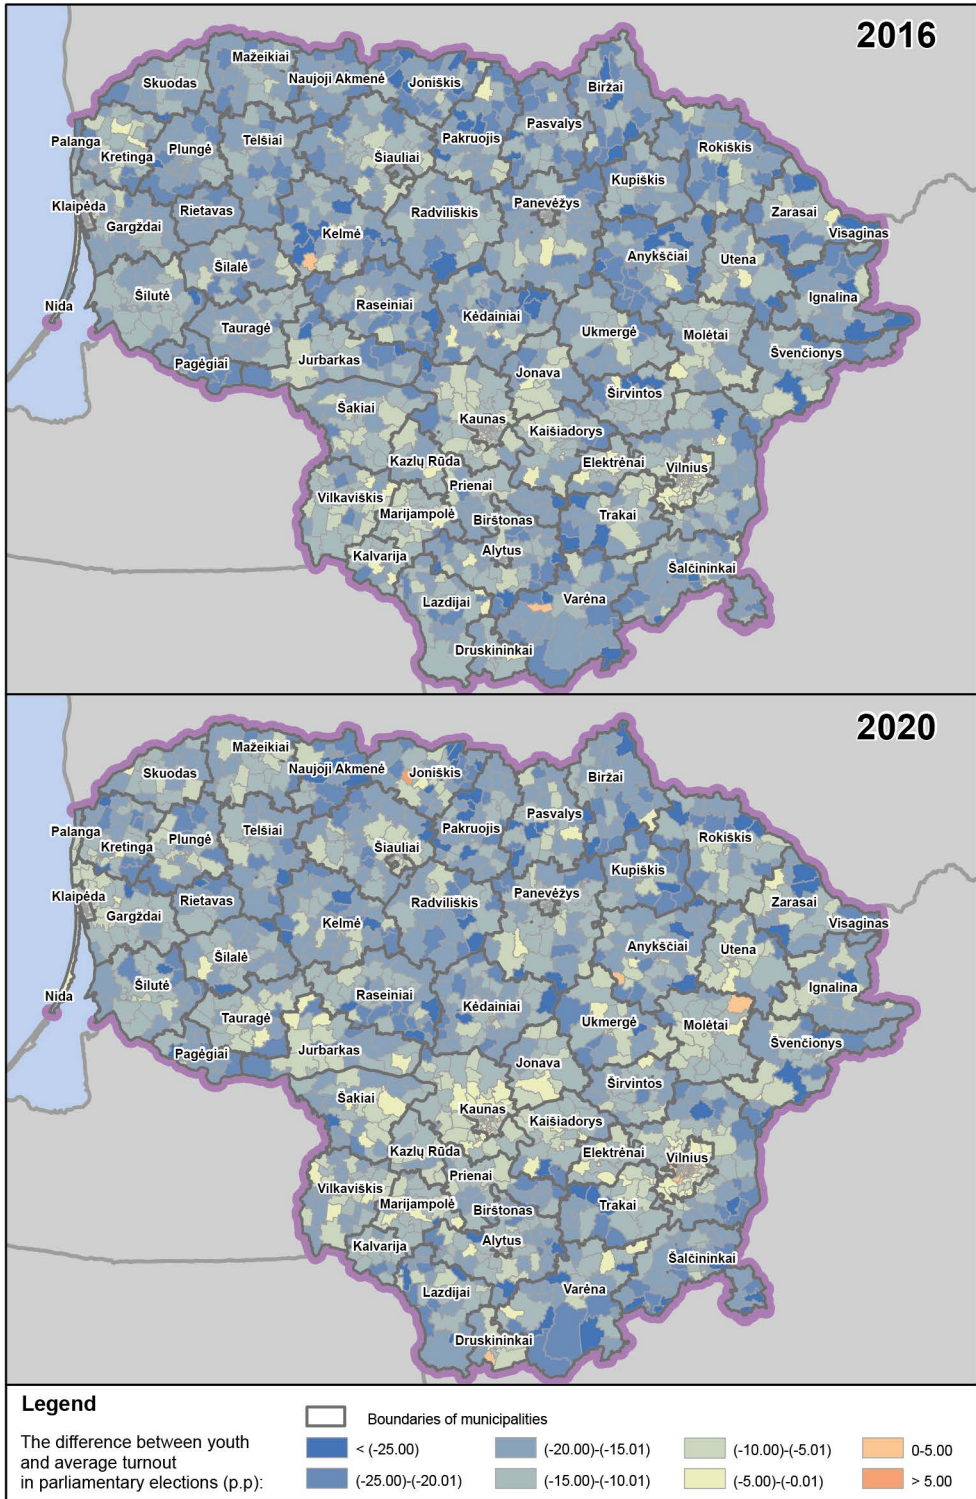 2016
Mažeikiai
Skuodas
Naujoji Akmenė
Joniškis
Biržai
Palanga
Kretinga
Plungė
Telšiai
Šiauliai
Pakruojis
Pasvalys
Rokiškis
Kupiškis
Klaipėda
Gargždai
Rietavas
Kelmė
Radviliškis
Panevėžys
Zarasai
Visaginas
Šilalė
Anykščiai
Utena
Nida
Šilutė
Tauragė
Raseiniai
Kėdainiai
Ukmergė
Molėtai
Ignalina
Pagėgiai
Jurbarkas
Jonava
Švenčionys
Šakiai
Kaunas
Kaišiadorys
Širvintos
Kazlų Rūda
Elektrėnai
Vilnius
Vilkaviškis
Prienai
Marijampolė
Birštonas
Trakai
Kalvarija
Alytus
Šalčininkai
Lazdijai
Varėna
Druskininkai
2020
Mažeikiai
Skuodas
Naujoji Akmenė
Joniškis
Biržai
Palanga
Kretinga
Plungė
Telšiai
Šiauliai
Pakruojis
Pasvalys
Rokiškis
Kupiškis
Klaipėda
Gargždai
Rietavas
Kelmė
Radviliškis
Panevėžys
Zarasai
Visaginas
Šilalė
Anykščiai
Utena
Nida
Šilutė
Tauragė
Raseiniai
Kėdainiai
Ukmergė
Molėtai
Ignalina
Pagėgiai
Jurbarkas
Jonava
Švenčionys
Šakiai
Kaunas
Kaišiadorys
Širvintos
Kazlų Rūda
Elektrėnai
Vilnius
Vilkaviškis
Prienai
Marijampolė
Birštonas
Trakai
Kalvarija
Alytus
Šalčininkai
Lazdijai
Varėna
Druskininkai
Legend
Boundaries of municipalities
The difference between youth
and average turnout
in parliamentary elections (p.p):
< (-25.00)
(-20.00)-(-15.01)
(-10.00)-(-5.01)
0-5.00
(-25.00)-(-20.01)
(-15.00)-(-10.01)
(-5.00)-(-0.01)
> 5.00